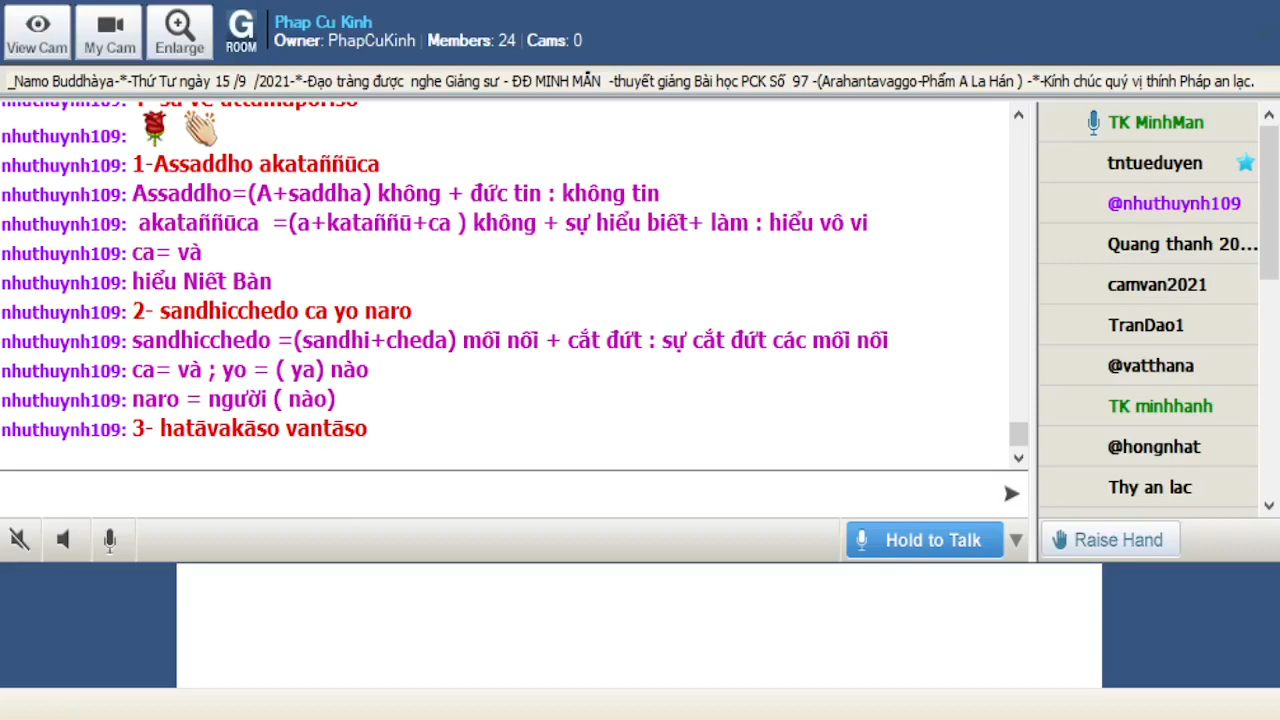 View Cam
My Cam
Enlarge
G ROOM
Phap Cu Kinh
Owner: PhapCuKinh | Members: 24 | Cams: 0
_Namo Buddhàya-*-Thứ Tư ngày 15 /9 /2021-*-Đạo tràng được nghe Giảng sư - ĐĐ MINH MẪN -thuyết giảng Bài học PCK Số 97 -(Arahantavaggo-Phẩm A La Hán ) -*-Kính chúc quý vị thính Pháp an lạc.
nhuthuynh109:
nhuthuynh109: 1-Assaddho akataññūca
nhuthuynh109: Assaddho=(A+saddha) không + đức tin : không tin
nhuthuynh109: akataññūca =(a+kataññū+ca ) không + sự hiểu biết+ làm : hiểu vô vi
nhuthuynh109: ca= và
nhuthuynh109: hiểu Niết Bàn
nhuthuynh109: 2- sandhicchedo ca yo naro
nhuthuynh109: sandhicchedo =(sandhi+cheda) mối nối + cắt đứt : sự cắt đứt các mối nối
nhuthuynh109: ca= và ; yo = ( ya) nào
nhuthuynh109: naro = người ( nào)
nhuthuynh109: 3- hatāvakāso vantāso
TK MinhMan
tntueduyen
@nhuthuynh109
Quang thanh 20...
camvan2021
TranDao1
@vatthana
TK minhhanh
@hongnhat
Thy an lac
Hold to Talk
Raise Hand